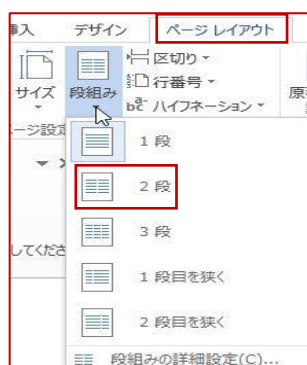 挿入 デザイン ページ レイアウト
区切り
サイズ 段組み 行番号
ハイフネーション
ページ設定
1 段
2 段
してくださ
3 段
1 段目を狭く
2 段目を狭く
段組みの詳細設定(C)...